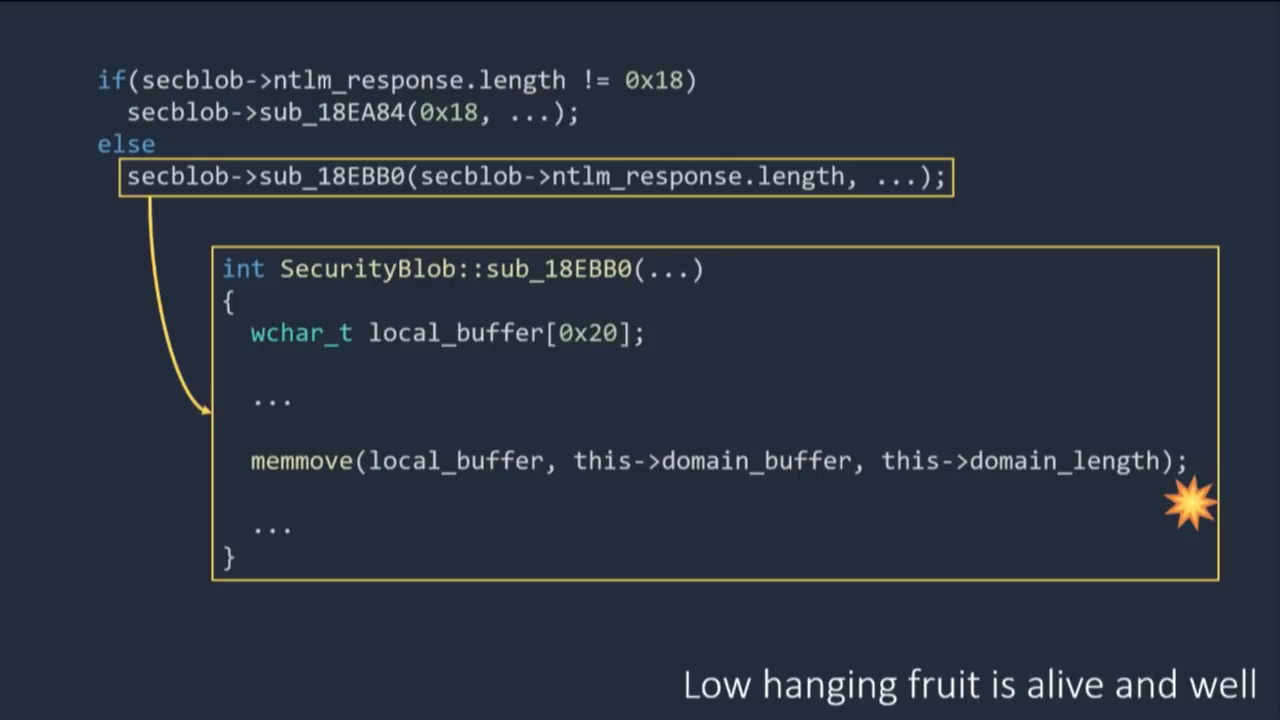 if(secblob->ntlm_response.length != 0x18)
secblob->sub_18EA84(0x18, ...);
else
secblob->sub_18EBB0(secblob->ntlm_response.length, ...);
int SecurityBlob::sub_18EBB0(...)
{
wchar_t local_buffer[0x20];
...
memmove(local_buffer, this->domain_buffer, this->domain_length);
...
}
Low hanging fruit is alive and well